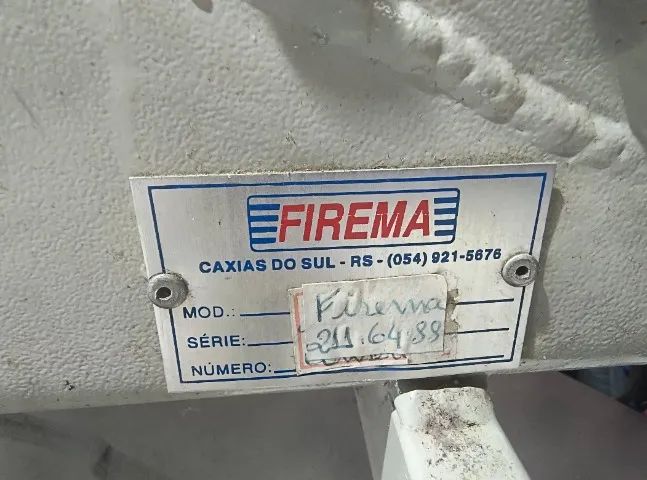 FIREMA
CAXIAS DO SUL - RS - (054) 921-5676
MOD.:
Firema
SÉRIE:
211.64.88
NÚMERO: